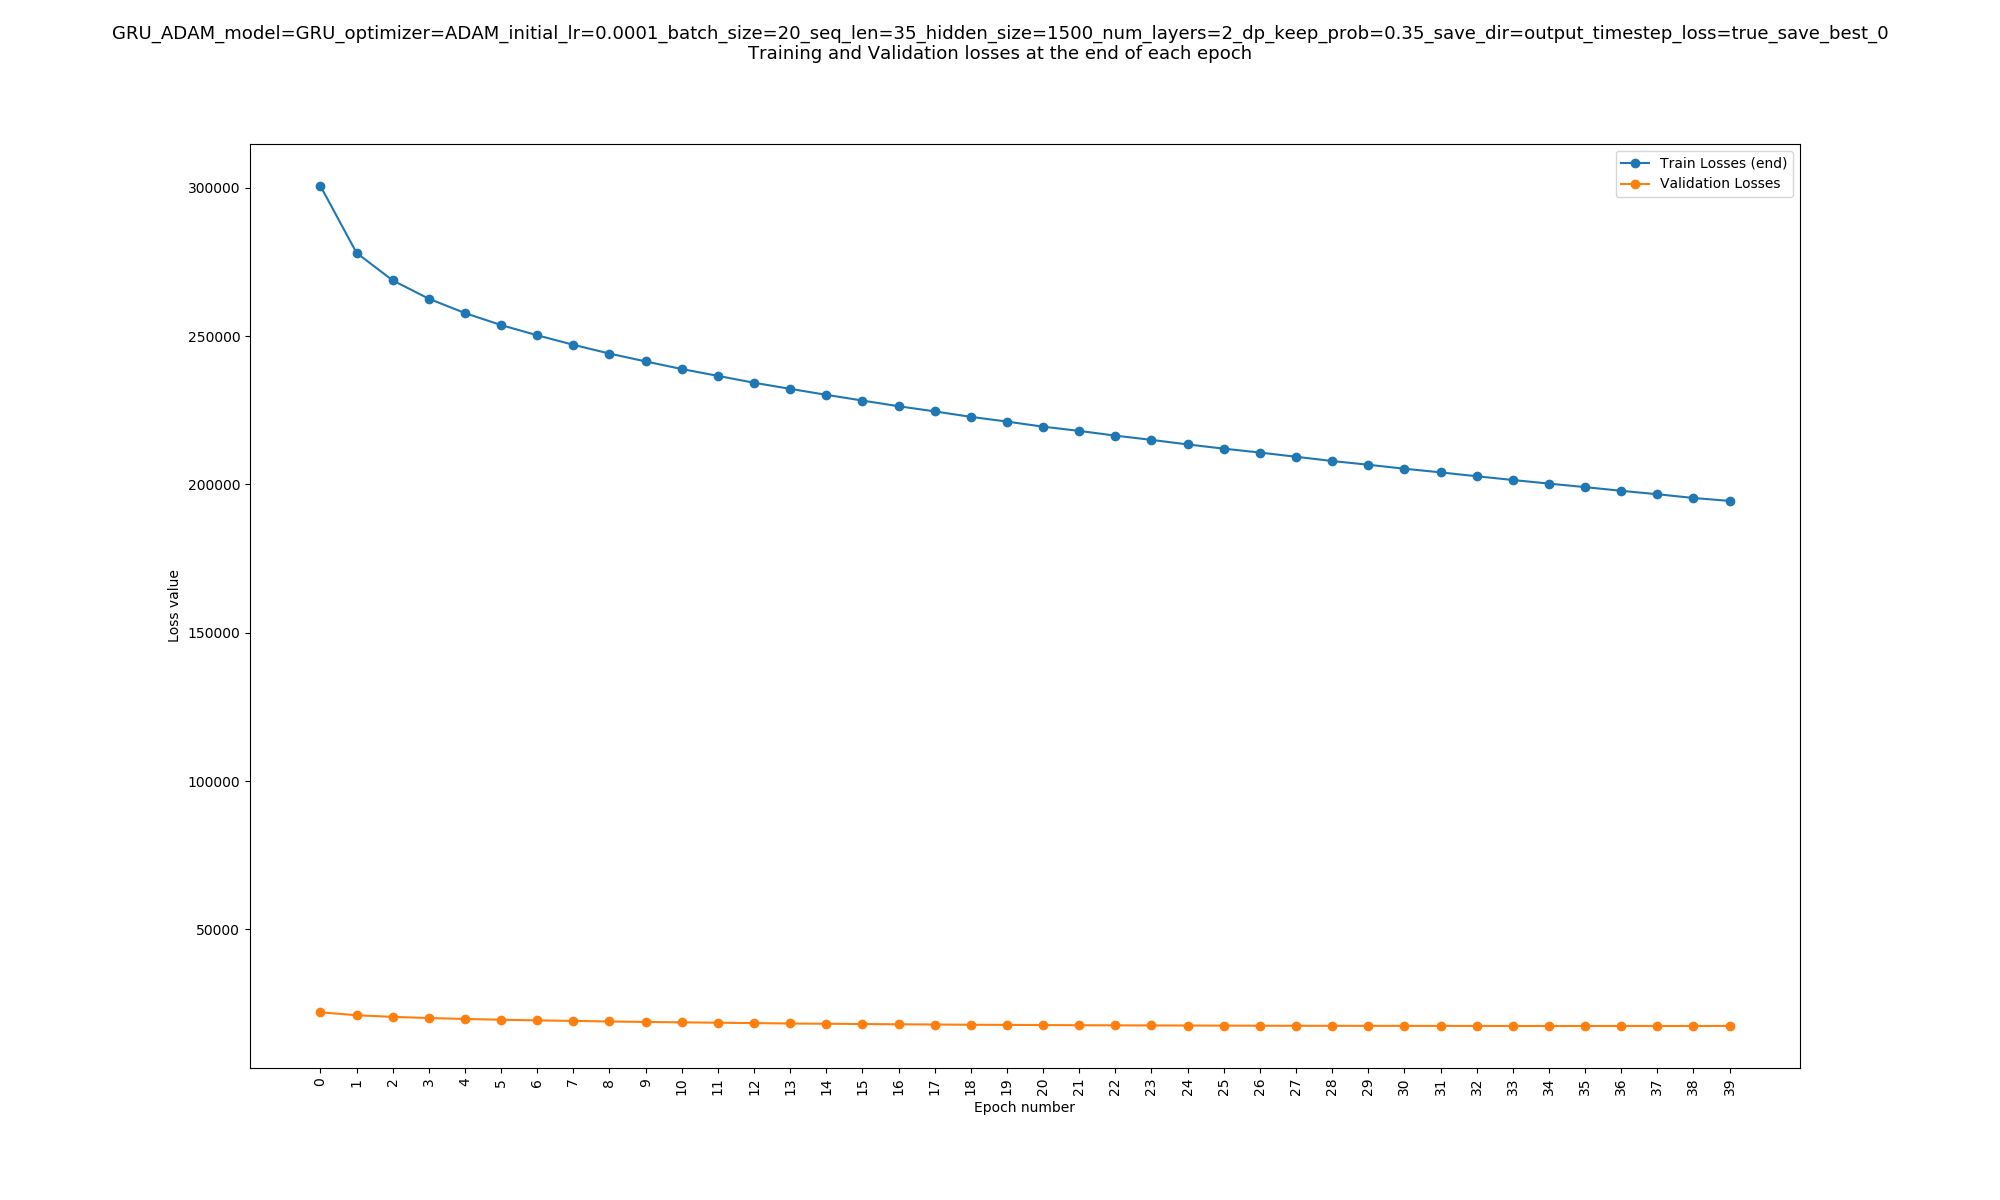 GRU_ADAM_model=GRU_optimizer=ADAM_initial_lr=0.0001_batch_size=20_seq_len=35_hidden_size=1500_num_layers=2_dp_keep_prob=0.35_save_dir=output_timestep_loss=true_save_best_0
Training and Validation losses at the end of each epoch
Train Losses (end)
Validation Losses
300000
250000
200000
150000
100000
50000
Loss value
0 1 2 3 4 5 6 7 8 9 10 11 12 13 14 15 16 17 18 19 20 21 22 23 24 25 26 27 28 29 30 31 32 33 34 35 36 37 38 39
Epoch number